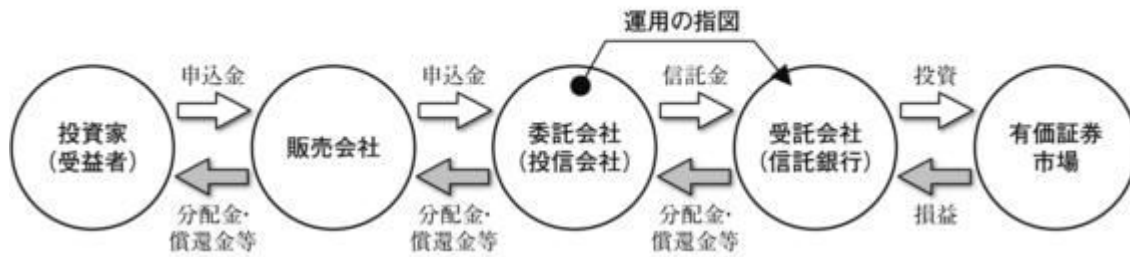 運用の指図
申込金
申込金
信託金
投資
投資家
(受益者)
販売会社
委託会社
(投信会社)
受託会社
(信託銀行)
有価証券
市場
分配金・
償還金等
分配金・
償還金等
分配金・
償還金等
損益